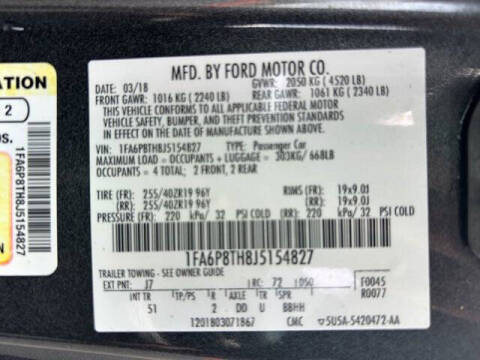 ATION
2
OS.
1FA6P8TH8J5154827
N
MFD. BY FORD MOTOR CO.
03/18
GVWR: 2050 KG (4520 LB)
FRONT GAWR: 1016 KG (2240 LB)
REAR GAWR: 1061 KG (2340 LB)
THIS VEHICLE CONFORMS TO ALL APPLICABLE FEDERAL MOTOR
VEHICLE SAFETY, BUMPER, AND THEFT PREVENTION STANDARDS
IN EFFECT ON THE DATE OF MANUFACTURE SHOWN ABOVE.
VIN: 1FA6P8TH8J5154827 TYPE: Passenger Car
MAXIMUM LOAD = OCCUPANTS + LUGGAGE = 303KG/ 668LB
OCCUPANTS = 4 TOTAL; 2 FRONT, 2 REAR
TIRE (FR): 255/40ZR19 96Y RIMS (FR): 19x9.0J
(RR): 255/40ZR19 96Y (RR): 19x9.0J
PRESSURE (FR): 220 kPa/ 32 PSI COLD (RR): 220 kPa/ 32 PSI COLD
1FA6P8TH8J5154827
TRAILER TOWING - SEE OWNER GUIDE
EXT PNT: J7 RC: 72 DSO: F0045
R0077
INT TR TP/PS R AXLE TR SPR
51 2 DD U BBHH
1201803071867 CMC 5U5A-5420472-AA